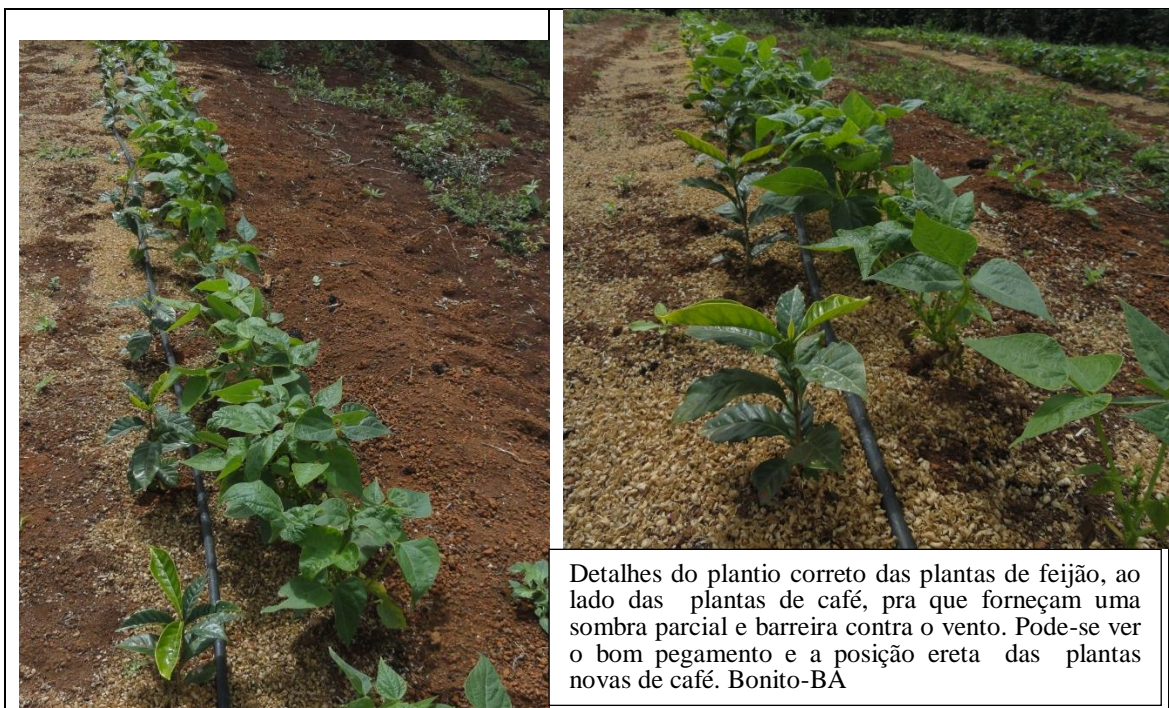 Detalhes do plantio correto das plantas de feijão, ao
lado das plantas de café, pra que forneçam uma
sombra parcial e barreira contra o vento. Pode-se ver
o bom pegamento e a posição ereta das plantas
novas de café. Bonito-BA